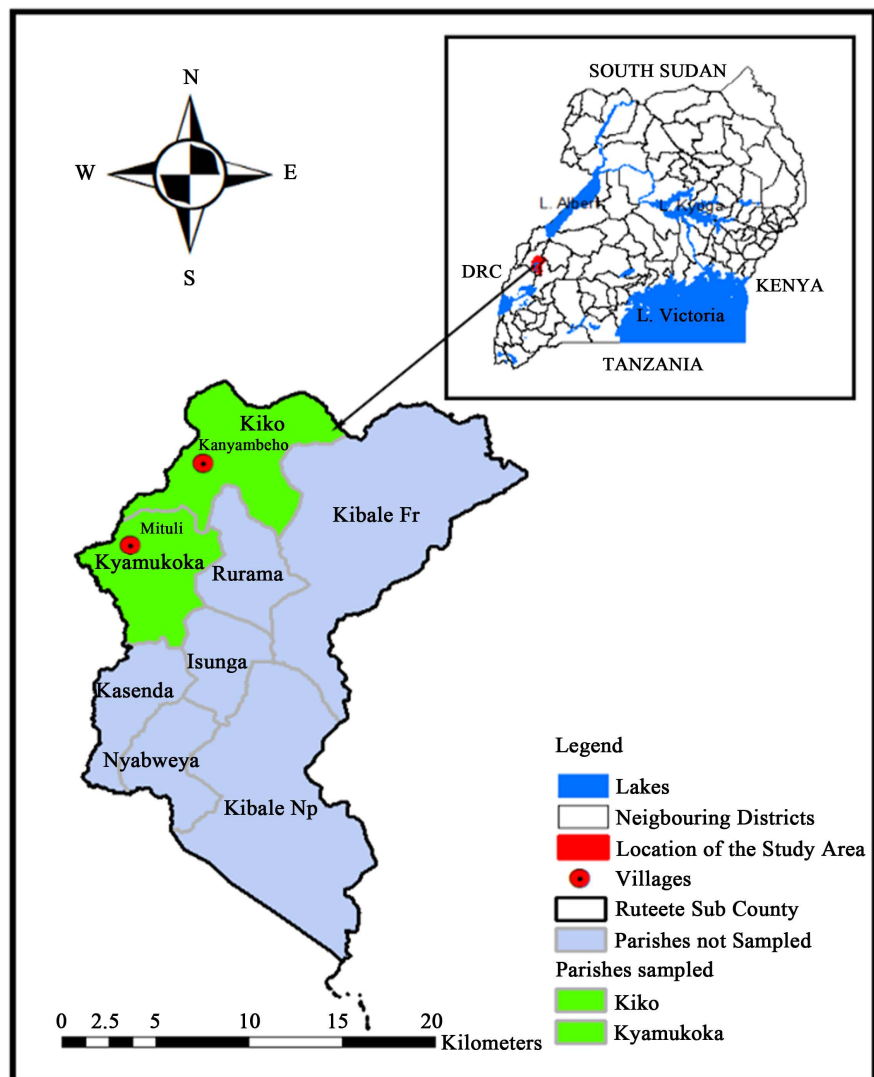 N
W
E
S
SOUTH SUDAN
L. Albert
L. Kyoga
DRC
KENYA
L. Victoria
TANZANIA
Kiko
Kanyambeho
Mituli
Kyamukoka
Kibale Fr
Rurama
Isunga
Kasenda
Nyabweya
Kibale Np
Legend
Lakes
Neigbouring Districts
Location of the Study Area
Villages
Ruteete Sub County
Parishes not Sampled
Parishes sampled
Kiko
Kyamukoka
0 2.5 5 10 15 20
Kilometers